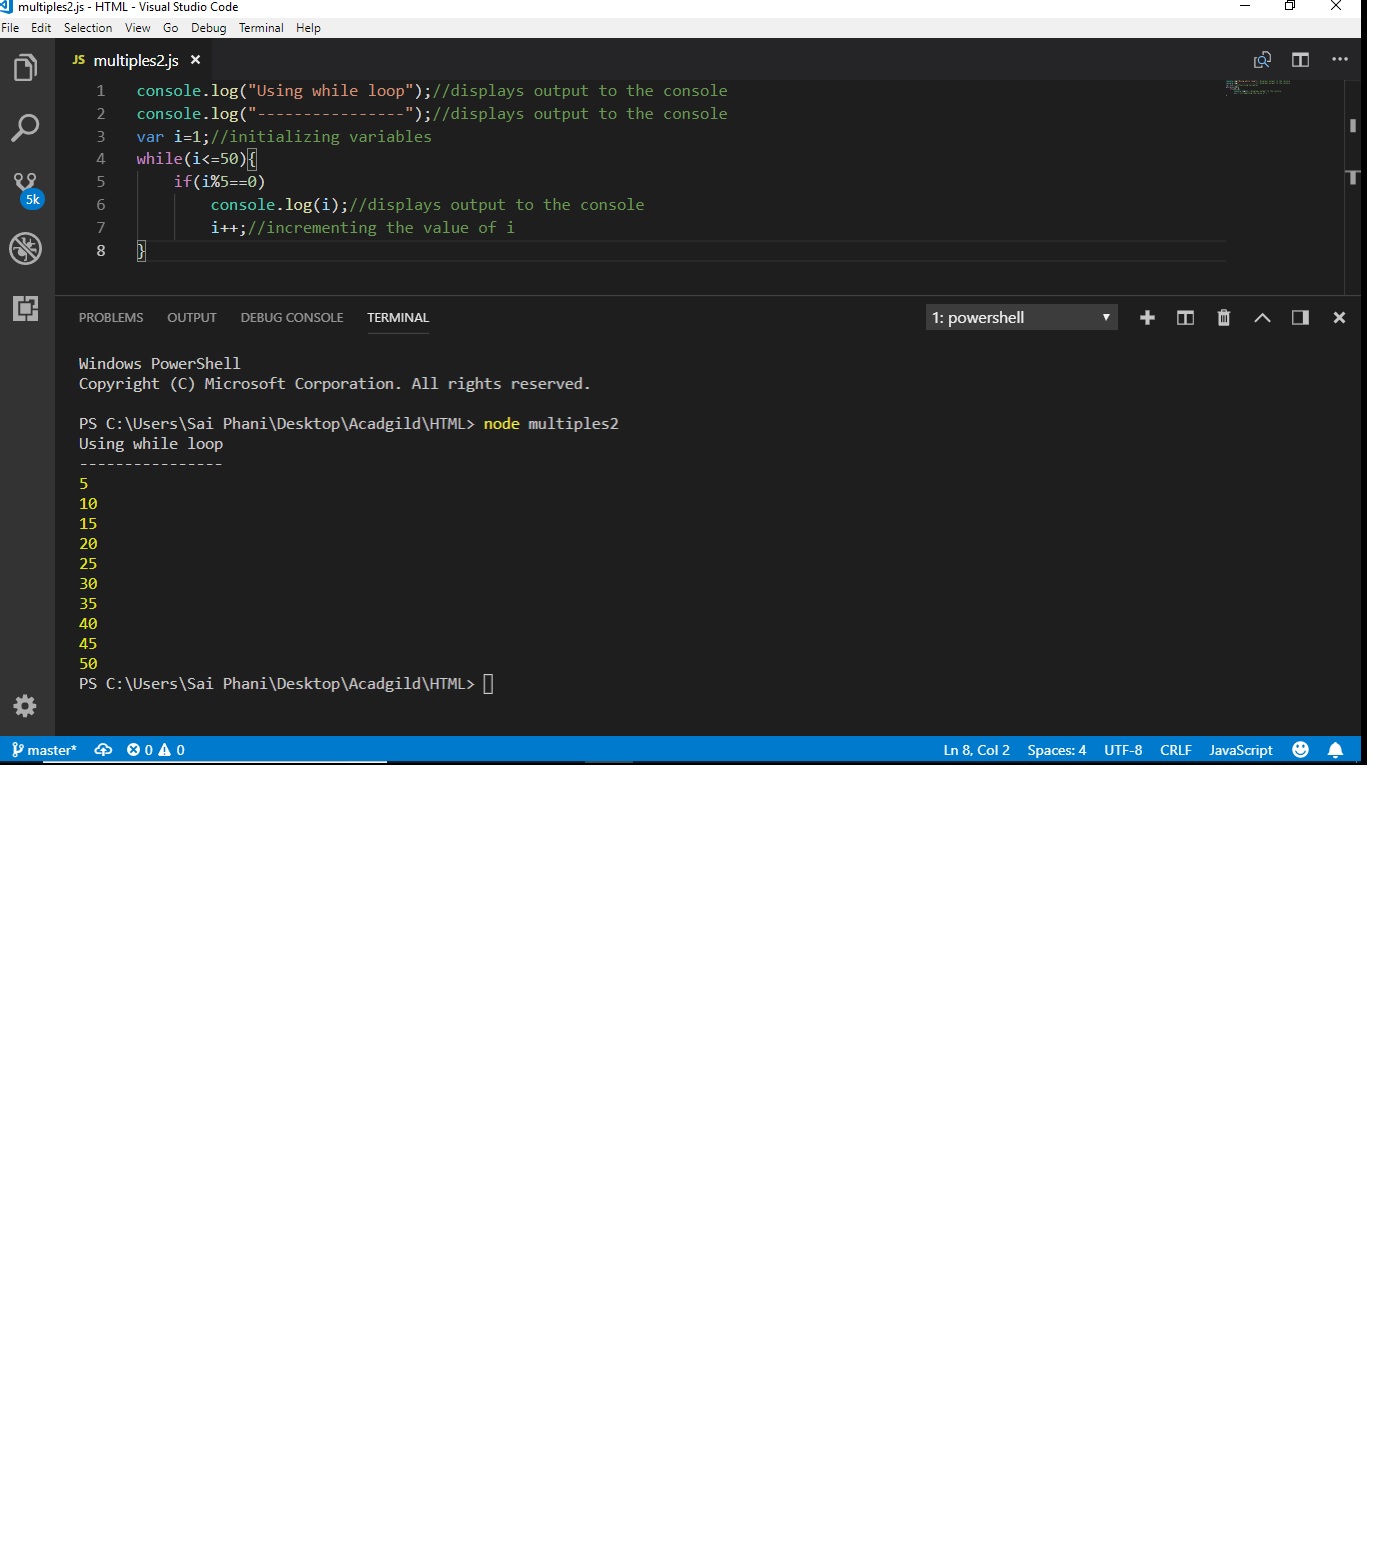 multiples2.js - HTML - Visual Studio Code
File Edit Selection View Go Debug Terminal Help
JS multiples2.js ×
1 console.log("Using while loop");//displays output to the console
2 console.log("----------------");//displays output to the console
3 var i=1;//initializing variables
4 while(i<=50){
5     if(i%5==0)
6         console.log(i);//displays output to the console
7         i++;//incrementing the value of i
8 }
5k
PROBLEMS OUTPUT DEBUG CONSOLE TERMINAL 1: powershell
Windows PowerShell
Copyright (C) Microsoft Corporation. All rights reserved.
PS C:\Users\Sai Phani\Desktop\Acadgild\HTML> node multiples2
Using while loop
----------------
5
10
15
20
25
30
35
40
45
50
PS C:\Users\Sai Phani\Desktop\Acadgild\HTML>
master* 0 0 Ln 8, Col 2 Spaces: 4 UTF-8 CRLF JavaScript